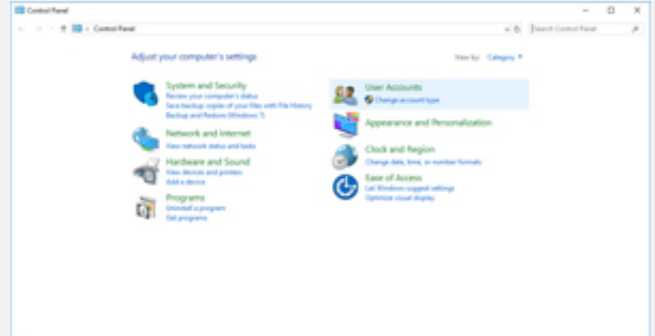 Control Panel
Control Panel
Search Control Panel
Adjust your computer's settings
View by: Category
System and Security
Review your computer's status
Save backup copies of your files with File History
Backup and Restore (Windows 7)
Network and Internet
View network status and tasks
Hardware and Sound
View devices and printers
Add a device
Programs
Uninstall a program
Get programs
User Accounts
Change account type
Appearance and Personalization
Clock and Region
Change date, time, or number formats
Ease of Access
Let Windows suggest settings
Optimize visual display